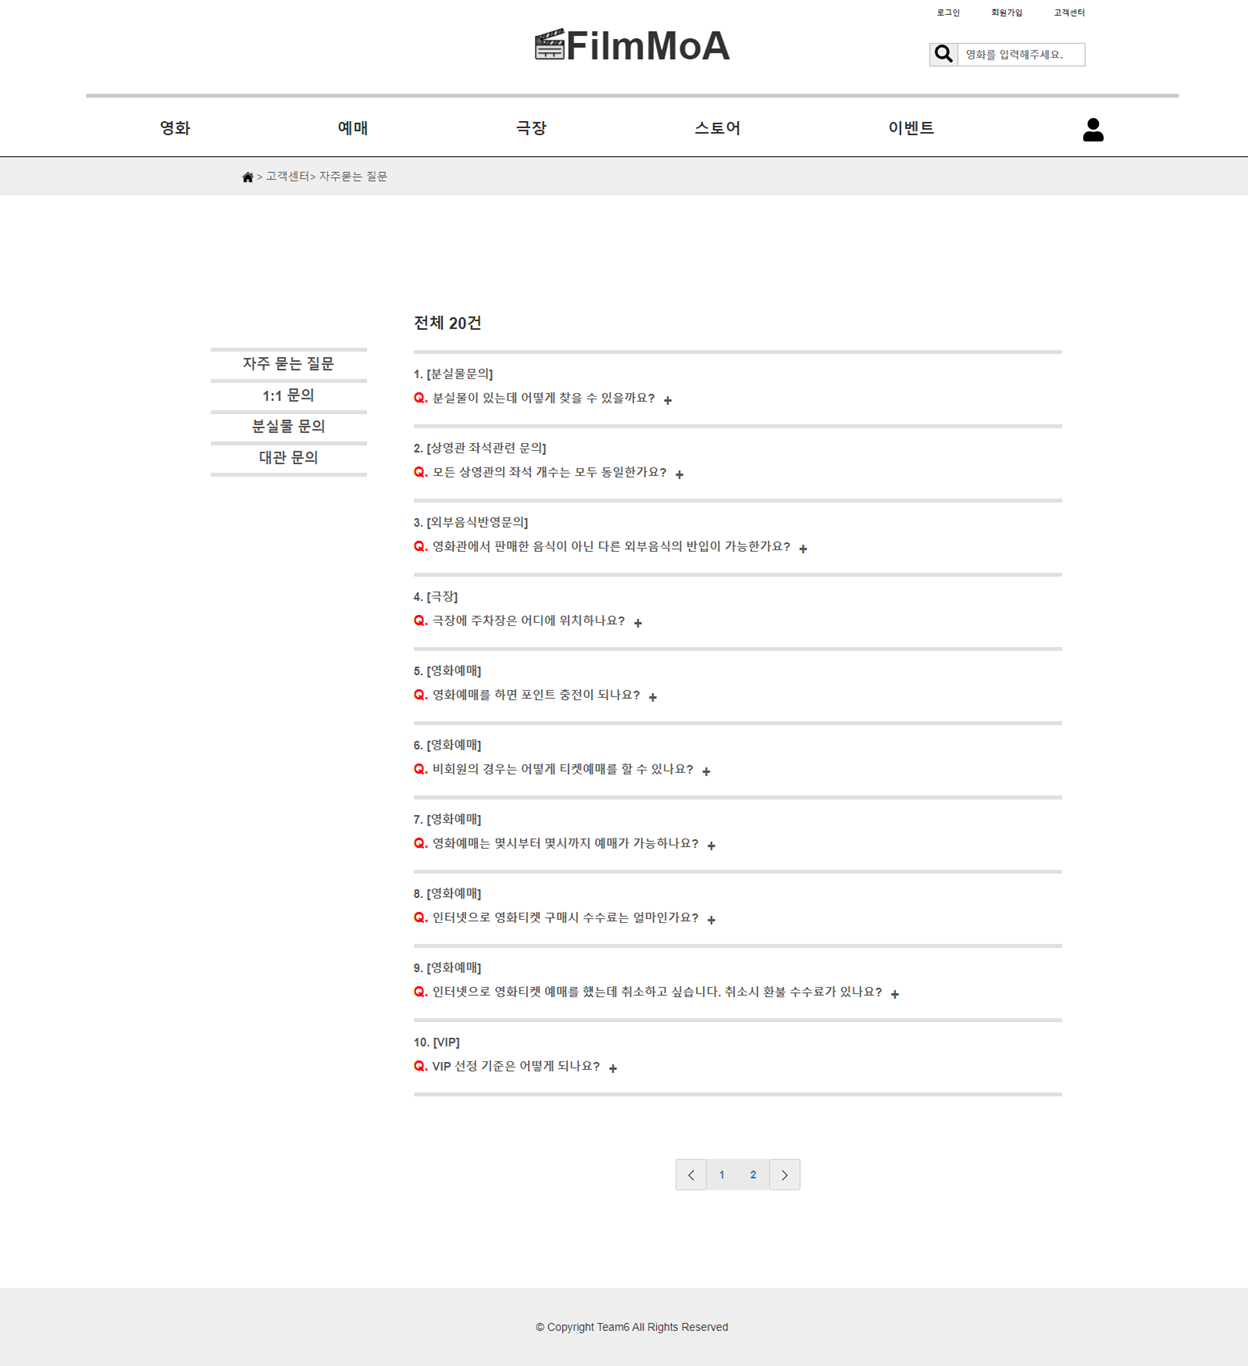 로그인 회원가입 고객센터
FilmMoA
영화를 입력해주세요.
영화 예매 극장 스토어 이벤트
> 고객센터> 자주묻는 질문
전체 20건
자주 묻는 질문
1:1 문의
분실물 문의
대관 문의
1. [분실물문의]
Q. 분실물이 있는데 어떻게 찾을 수 있을까요? +
2. [상영관 좌석관련 문의]
Q. 모든 상영관의 좌석 개수는 모두 동일한가요? +
3. [외부음식반영문의]
Q. 영화관에서 판매한 음식이 아닌 다른 외부음식의 반입이 가능한가요? +
4. [극장]
Q. 극장에 주차장은 어디에 위치하나요? +
5. [영화예매]
Q. 영화예매를 하면 포인트 충전이 되나요? +
6. [영화예매]
Q. 비회원의 경우는 어떻게 티켓예매를 할 수 있나요? +
7. [영화예매]
Q. 영화예매는 몇시부터 몇시까지 예매가 가능하나요? +
8. [영화예매]
Q. 인터넷으로 영화티켓 구매시 수수료는 얼마인가요? +
9. [영화예매]
Q. 인터넷으로 영화티켓 예매를 했는데 취소하고 싶습니다. 취소시 환불 수수료가 있나요? +
10. [VIP]
Q. VIP 선정 기준은 어떻게 되나요? +
< 1 2 >
© Copyright Team6 All Rights Reserved